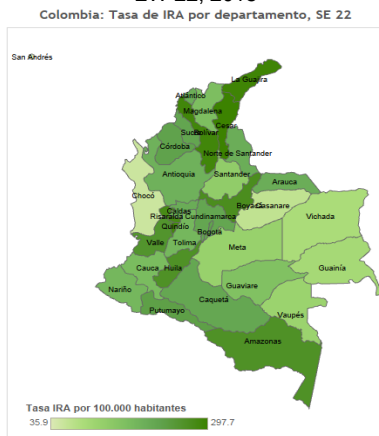 Colombia: Tasa de IRA por departamento, SE 22
San Andrés
La Guajira
Atlántico
Magdalena
Cesar
Sucre
Bolívar
Córdoba
Norte de Santander
Antioquia
Santander
Arauca
Chocó
Boyacá
Casanare
Caldas
Risaralda
Cundinamarca
Vichada
Quindío
Bogotá
Valle
Tolima
Meta
Cauca
Huila
Guainía
Guaviare
Nariño
Caquetá
Putumayo
Vaupés
Amazonas
Tasa IRA por 100.000 habitantes
35.9
297.7